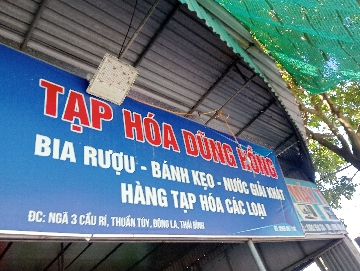 TẠP HÓA DŨNG HỒNG
BIA RƯỢU - BÁNH KẸO - NƯỚC GIẢI KHÁT
HÀNG TẠP HÓA CÁC LOẠI
ĐC: NGÃ 3 CẦU RÍ, THUẦN TÚY, ĐÔNG LA, THÁI BÌNH